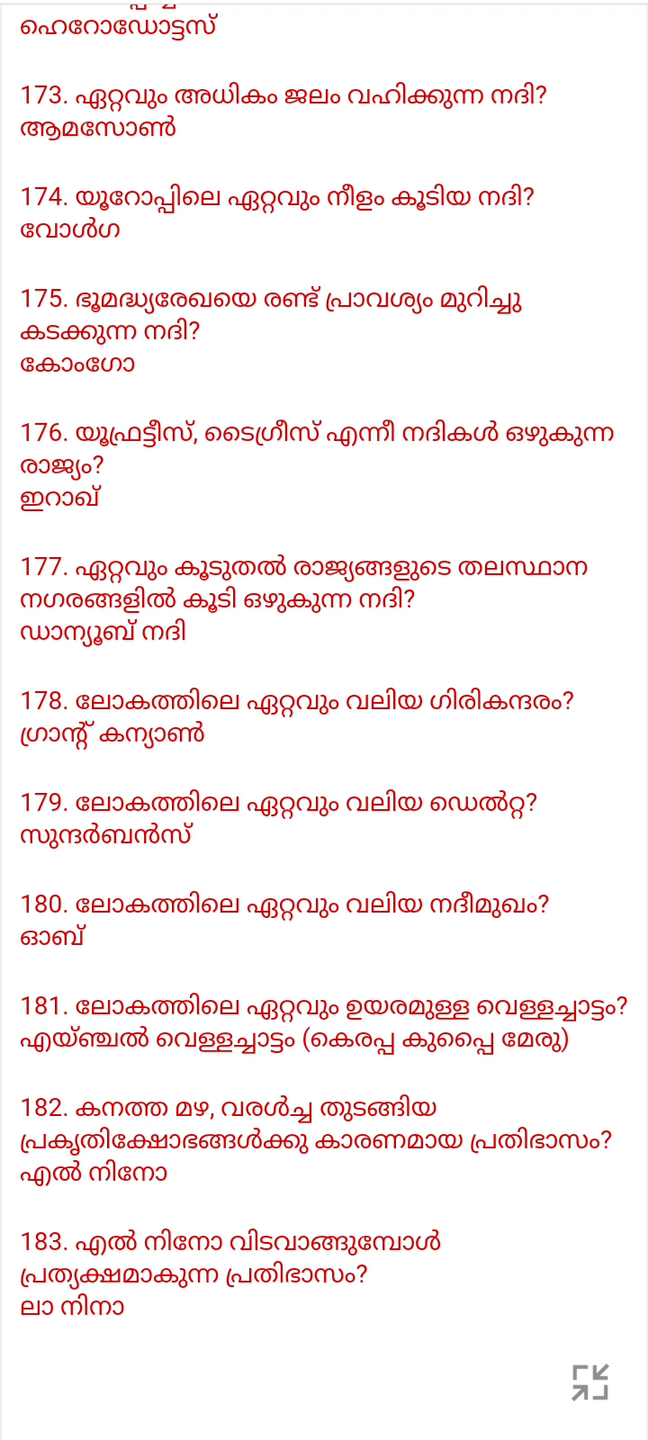 ഹെറോഡോട്ടസ്
173. ഏറ്റവും അധികം ജലം വഹിക്കുന്ന നദി?
ആമസോൺ
174. യൂറോപ്പിലെ ഏറ്റവും നീളം കൂടിയ നദി?
വോൾഗ
175. ഭൂമദ്ധ്യരേഖയെ രണ്ട് പ്രാവശ്യം മുറിച്ചു
കടക്കുന്ന നദി?
കോംഗോ
176. യൂഫ്രട്ടീസ്, ടൈഗ്രീസ് എന്നീ നദികൾ ഒഴുകുന്ന
രാജ്യം?
ഇറാഖ്
177. ഏറ്റവും കൂടുതൽ രാജ്യങ്ങളുടെ തലസ്ഥാന
നഗരങ്ങളിൽ കൂടി ഒഴുകുന്ന നദി?
ഡാന്യൂബ് നദി
178. ലോകത്തിലെ ഏറ്റവും വലിയ ഗിരികന്ദരം?
ഗ്രാന്റ് കന്യാൺ
179. ലോകത്തിലെ ഏറ്റവും വലിയ ഡെൽറ്റ?
സുന്ദർബൻസ്
180. ലോകത്തിലെ ഏറ്റവും വലിയ നദീമുഖം?
ഓബ്
181. ലോകത്തിലെ ഏറ്റവും ഉയരമുള്ള വെള്ളച്ചാട്ടം?
എയ്ഞ്ചൽ വെള്ളച്ചാട്ടം (കെരപ്പ കുപ്പൈ മേരു)
182. കനത്ത മഴ, വരൾച്ച തുടങ്ങിയ
പ്രകൃതിക്ഷോഭങ്ങൾക്കു കാരണമായ പ്രതിഭാസം?
എൽ നിനോ
183. എൽ നിനോ വിടവാങ്ങുമ്പോൾ
പ്രത്യക്ഷമാകുന്ന പ്രതിഭാസം?
ലാ നിനാ